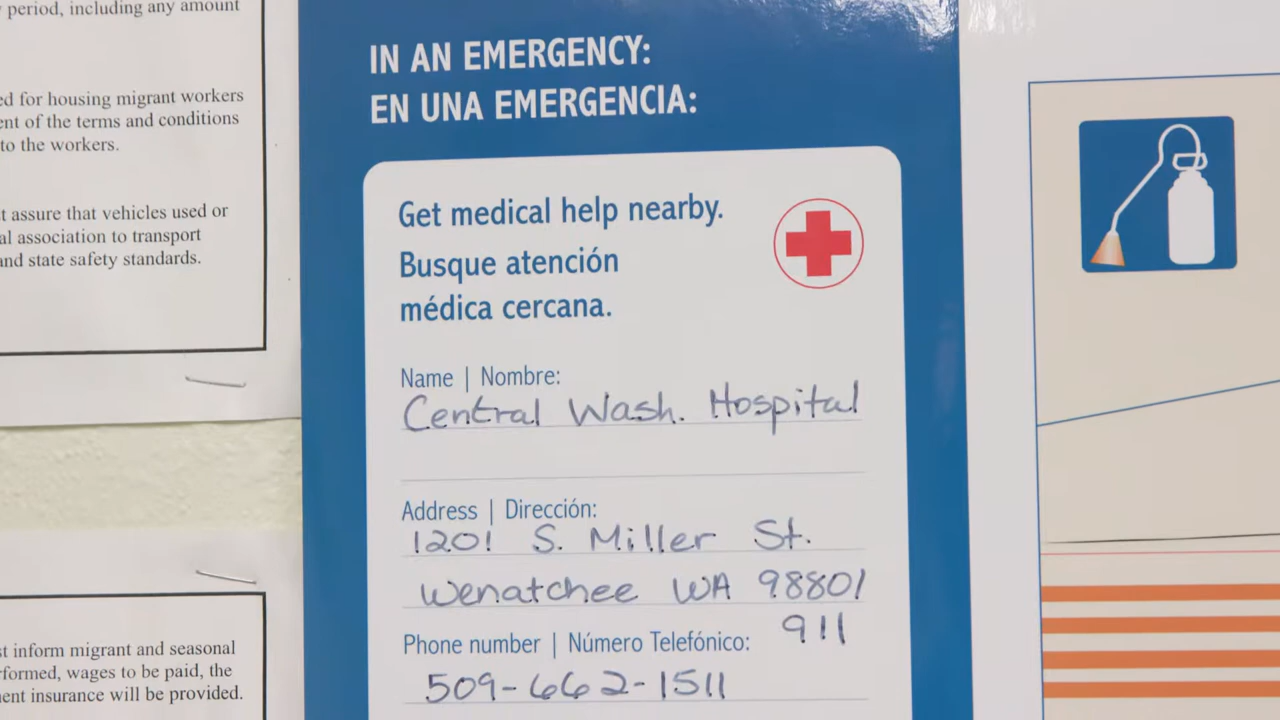 period, including any amount
ed for housing migrant workers
ent of the terms and conditions
to the workers.
t assure that vehicles used or
al association to transport
and state safety standards.
st inform migrant and seasonal
formed, wages to be paid, the
ent insurance will be provided.
IN AN EMERGENCY:
EN UNA EMERGENCIA:
Get medical help nearby.
Busque atención
médica cercana.
Name | Nombre:
Central Wash. Hospital
Address | Dirección:
1201 S. Miller St.
Wenatchee WA 98801
911
Phone number | Número Telefónico:
509-662-1511